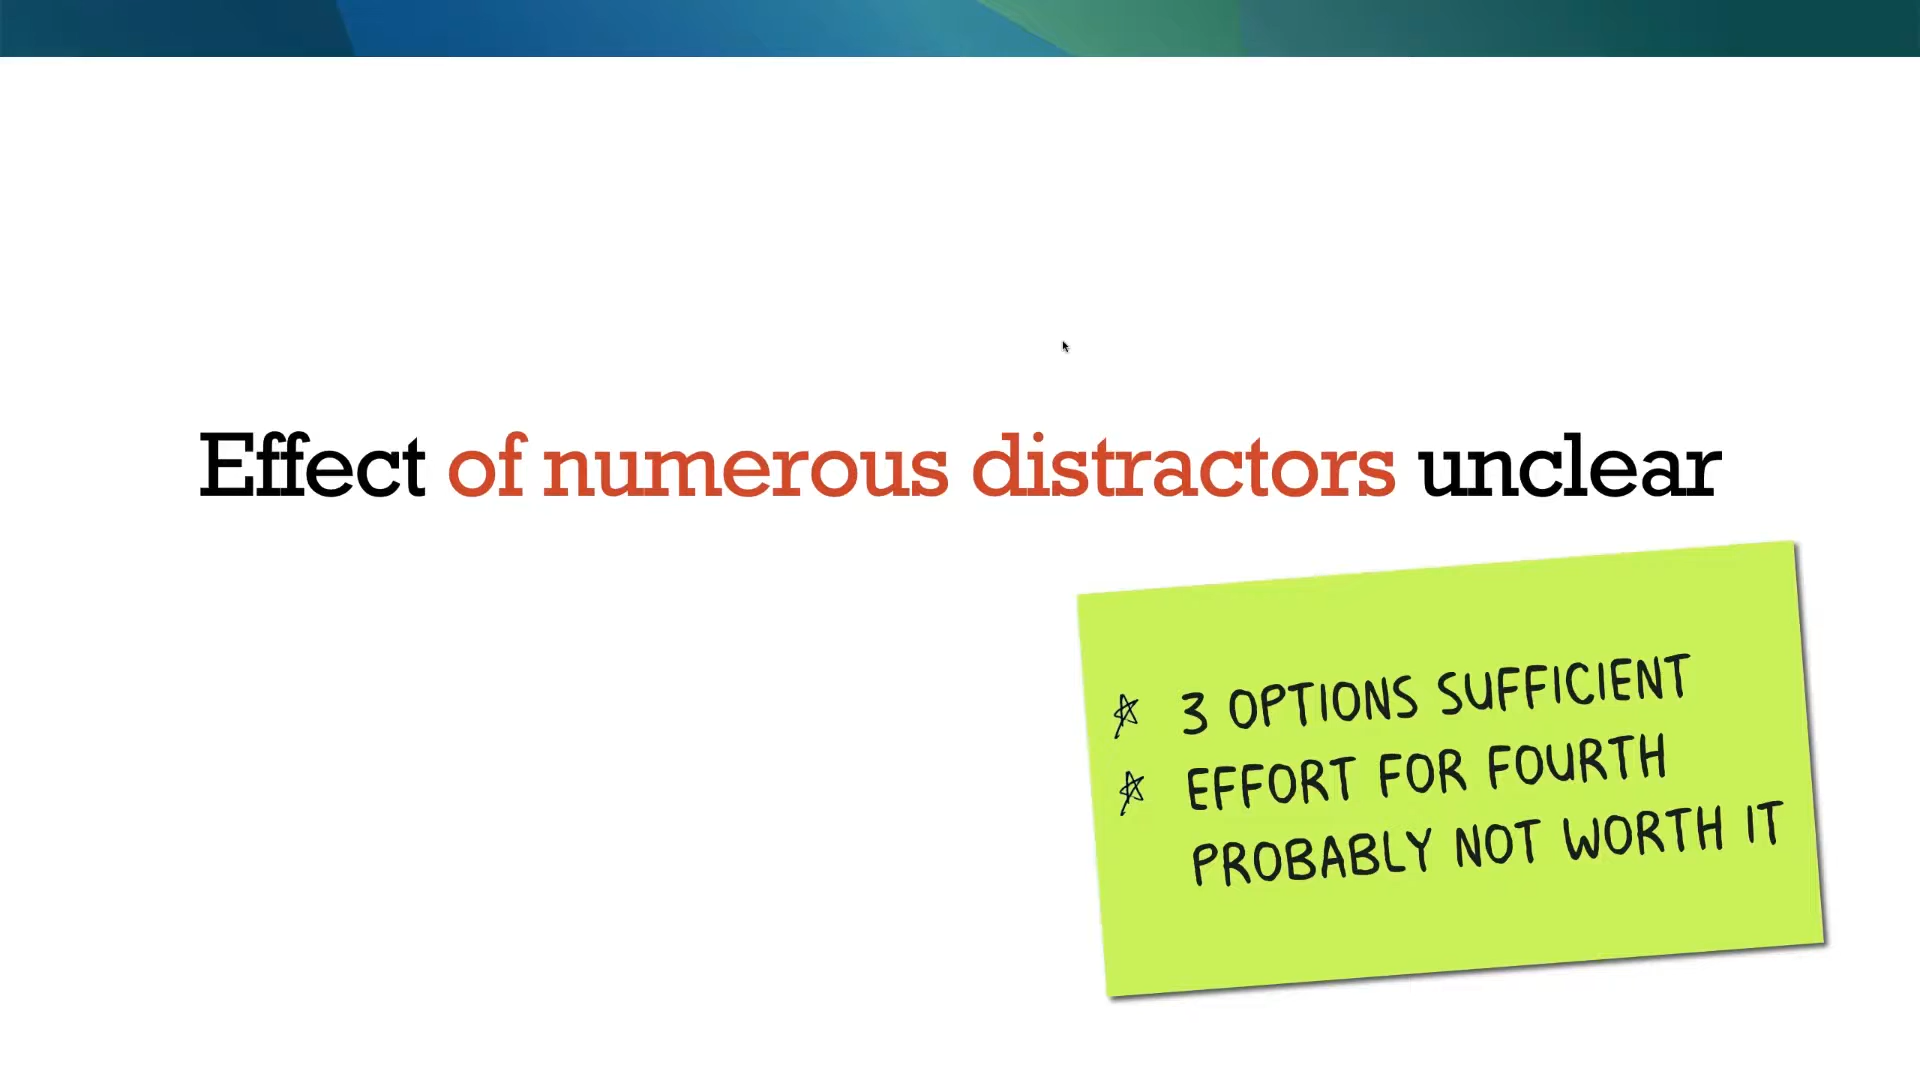 Effect of numerous distractors unclear
3 OPTIONS SUFFICIENT
EFFORT FOR FOURTH
PROBABLY NOT WORTH IT